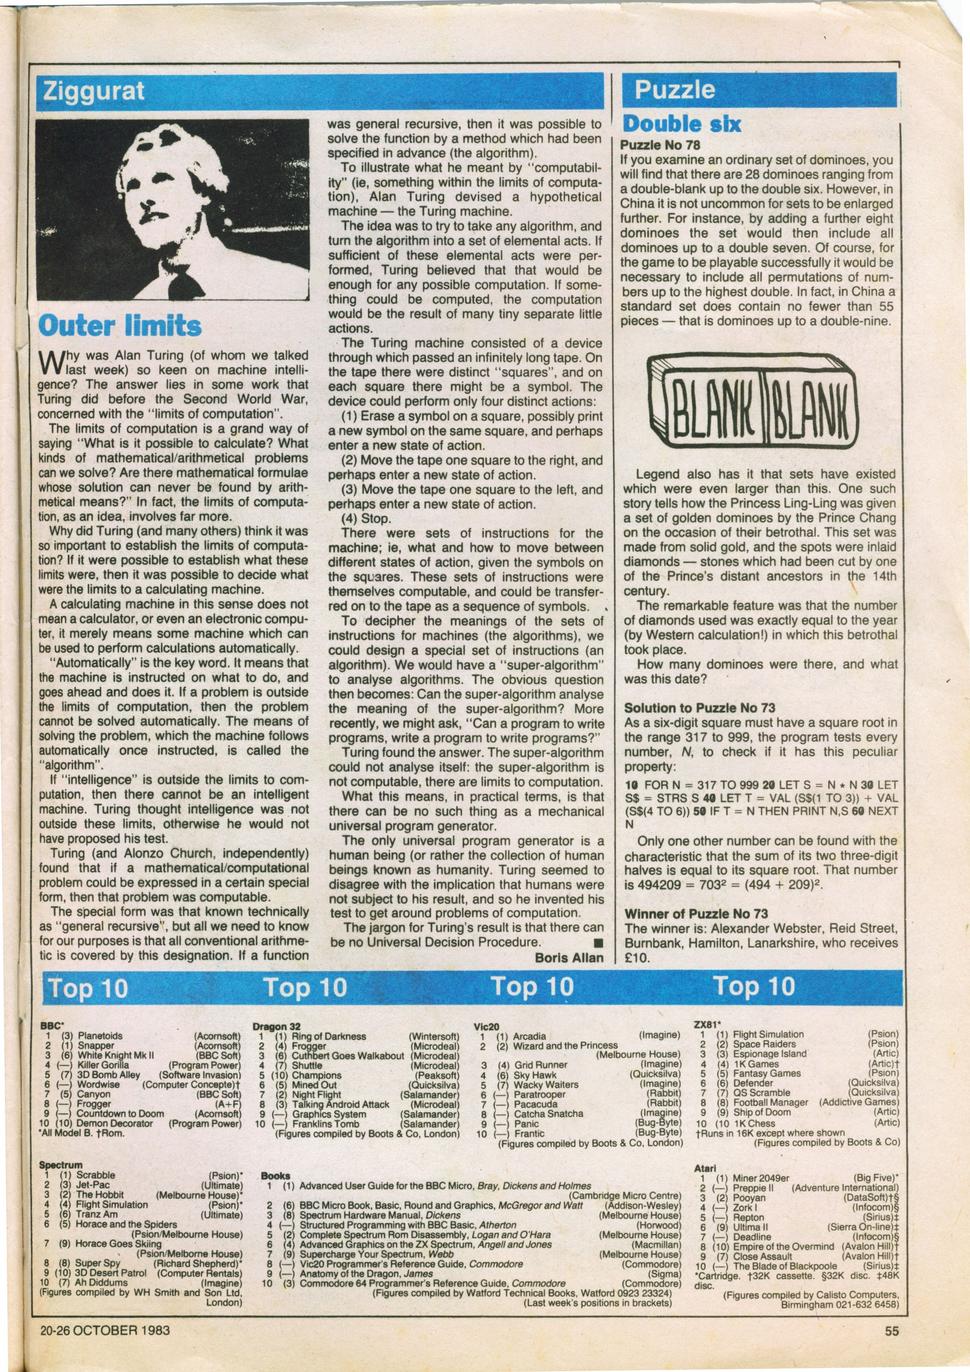 Ziggurat
Outer limits
Why was Alan Turing (of whom we talked
last week) so keen on machine intelli-
gence? The answer lies in some work that
Turing did before the Second World War,
concerned with the "limits of computation".
The limits of computation is a grand way of
saying "What is it possible to calculate? What
kinds of mathematical/arithmetical problems
can we solve? Are there mathematical formulae
whose solution can never be found by arith-
metical means?" In fact, the limits of computa-
tion, as an idea, involves far more.
Why did Turing (and many others) think it was
so important to establish the limits of computa-
tion? If it were possible to establish what these
limits were, then it was possible to decide what
were the limits to a calculating machine.
A calculating machine in this sense does not
mean a calculator, or even an electronic compu-
ter, it merely means some machine which can
be used to perform calculations automatically.
"Automatically" is the key word. It means that
the machine is instructed on what to do, and
goes ahead and does it. If a problem is outside
the limits of computation, then the problem
cannot be solved automatically. The means of
solving the problem, which the machine follows
automatically once instructed, is called the
"algorithm".
If "intelligence" is outside the limits to com-
putation, then there cannot be an intelligent
machine. Turing thought intelligence was not
outside these limits, otherwise he would not
have proposed his test.
Turing (and Alonzo Church, independently)
found that if a mathematical/computational
problem could be expressed in a certain special
form, then that problem was computable.
The special form was that known technically
as "general recursive", but all we need to know
for our purposes is that all conventional arithme-
tic is covered by this designation. If a function
was general recursive, then it was possible to
solve the function by a method which had been
specified in advance (the algorithm).
To illustrate what he meant by "computabil-
ity" (ie, something within the limits of computa-
tion), Alan Turing devised a hypothetical
machine — the Turing machine.
The idea was to try to take any algorithm, and
turn the algorithm into a set of elemental acts. If
sufficient of these elemental acts were per-
formed, Turing believed that that would be
enough for any possible computation. If some-
thing could be computed, the computation
would be the result of many tiny separate little
actions.
The Turing machine consisted of a device
through which passed an infinitely long tape. On
the tape there were distinct "squares", and on
each square there might be a symbol. The
device could perform only four distinct actions:
(1) Erase a symbol on a square, possibly print
a new symbol on the same square, and perhaps
enter a new state of action.
(2) Move the tape one square to the right, and
perhaps enter a new state of action.
(3) Move the tape one square to the left, and
perhaps enter a new state of action.
(4) Stop.
There were sets of instructions for the
machine; ie, what and how to move between
different states of action, given the symbols on
the squares. These sets of instructions were
themselves computable, and could be transfer-
red on to the tape as a sequence of symbols.
To decipher the meanings of the sets of
instructions for machines (the algorithms), we
could design a special set of instructions (an
algorithm). We would have a "super-algorithm"
to analyse algorithms. The obvious question
then becomes: Can the super-algorithm analyse
the meaning of the super-algorithm? More
recently, we might ask, "Can a program to write
programs, write a program to write programs?"
Turing found the answer. The super-algorithm
could not analyse itself: the super-algorithm is
not computable, there are limits to computation.
What this means, in practical terms, is that
there can be no such thing as a mechanical
universal program generator.
The only universal program generator is a
human being (or rather the collection of human
beings known as humanity. Turing seemed to
disagree with the implication that humans were
not subject to his result, and so he invented his
test to get around problems of computation.
The jargon for Turing's result is that there can
be no Universal Decision Procedure. ■
Boris Allan
Puzzle
Double six
Puzzle No 78
If you examine an ordinary set of dominoes, you
will find that there are 28 dominoes ranging from
a double-blank up to the double six. However, in
China it is not uncommon for sets to be enlarged
further. For instance, by adding a further eight
dominoes the set would then include all
dominoes up to a double seven. Of course, for
the game to be playable successfully it would be
necessary to include all permutations of num-
bers up to the highest double. In fact, in China a
standard set does contain no fewer than 55
pieces — that is dominoes up to a double-nine.
BLANK BLANK
Legend also has it that sets have existed
which were even larger than this. One such
story tells how the Princess Ling-Ling was given
a set of golden dominoes by the Prince Chang
on the occasion of their betrothal. This set was
made from solid gold, and the spots were inlaid
diamonds — stones which had been cut by one
of the Prince's distant ancestors in the 14th
century.
The remarkable feature was that the number
of diamonds used was exactly equal to the year
(by Western calculation!) in which this betrothal
took place.
How many dominoes were there, and what
was this date?
Solution to Puzzle No 73
As a six-digit square must have a square root in
the range 317 to 999, the program tests every
number, N, to check if it has this peculiar
property:
10 FOR N = 317 TO 999 20 LET S = N * N 30 LET
S$ = STRS S 40 LET T = VAL (S$(1 TO 3)) + VAL
(S$(4 TO 6)) 50 IF T = N THEN PRINT N,S 60 NEXT
N
Only one other number can be found with the
characteristic that the sum of its two three-digit
halves is equal to its square root. That number
is 494209 = 703² = (494 + 209)².
Winner of Puzzle No 73
The winner is: Alexander Webster, Reid Street,
Burnbank, Hamilton, Lanarkshire, who receives
£10.
Top 10 Top 10 Top 10 Top 10
BBC*
1 (3) Planetoids (Acornsoft)
2 (1) Snapper (Acornsoft)
3 (6) White Knight Mk II (BBC Soft)
4 (—) Killer Gorilla (Program Power)
5 (7) 3D Bomb Alley (Software Invasion)
6 (—) Wordwise (Computer Concepte)†
7 (5) Canyon (BBC Soft)
8 (—) Frogger (A+F)
9 (—) Countdown to Doom (Acornsoft)
10 (10) Demon Decorator (Program Power)
*All Model B. †Rom.
Dragon 32
1 (1) Ring of Darkness (Wintersoft)
2 (4) Frogger (Microdeal)
3 (6) Cuthbert Goes Walkabout (Microdeal)
4 (7) Shuttle (Microdeal)
5 (10) Champions (Peaksoft)
6 (5) Mined Out (Quicksilva)
7 (2) Night Flight (Salamander)
8 (3) Talking Android Attack (Microdeal)
9 (—) Graphics System (Salamander)
10 (—) Franklins Tomb (Salamander)
(Figures compiled by Boots & Co, London)
Vic20
1 (1) Arcadia (Imagine)
2 (2) Wizard and the Princess
(Melbourne House)
3 (4) Grid Runner (Imagine)
4 (6) Sky Hawk (Quicksilva)
5 (7) Wacky Waiters (Imagine)
6 (—) Paratrooper (Rabbit)
7 (—) Pacacuda (Rabbit)
8 (—) Catcha Snatcha (Imagine)
9 (—) Panic (Bug-Byte)
10 (—) Frantic (Bug-Byte)
(Figures compiled by Boots & Co, London)
ZX81*
1 (1) Flight Simulation (Psion)
2 (2) Space Raiders (Psion)
3 (3) Espionage Island (Artic)
4 (4) 1K Games (Artic)†
5 (5) Fantasy Games (Psion)
6 (6) Defender (Quicksilva)
7 (7) QS Scramble (Quicksilva)
8 (8) Football Manager (Addictive Games)
9 (9) Ship of Doom (Artic)
10 (10 1K Chess (Artic)
†Runs in 16K except where shown
(Figures compiled by Boots & Co)
Spectrum
1 (1) Scrabble (Psion)*
2 (3) Jet-Pac (Ultimate)
3 (2) The Hobbit (Melbourne House)*
4 (4) Flight Simulation (Psion)*
5 (6) Tranz Am (Ultimate)
6 (5) Horace and the Spiders
(Psion/Melbourne House)
7 (9) Horace Goes Skiing
(Psion/Melbourne House)
8 (8) Super Spy (Richard Shepherd)*
9 (10) 3D Desert Patrol (Computer Rentals)
10 (7) Ah Diddums (Imagine)
(Figures compiled by WH Smith and Son Ltd,
London)
Books
1 (1) Advanced User Guide for the BBC Micro, Bray, Dickens and Holmes
(Cambridge Micro Centre)
2 (6) BBC Micro Book, Basic, Round and Graphics, McGregor and Watt (Addison-Wesley)
3 (8) Spectrum Hardware Manual, Dickens (Melbourne House)
4 (—) Structured Programming with BBC Basic, Atherton (Horwood)
5 (2) Complete Spectrum Rom Disassembly, Logan and O'Hara (Melbourne House)
6 (4) Advanced Graphics on the ZX Spectrum, Angell and Jones (Macmillan)
7 (9) Supercharge Your Spectrum, Webb (Melbourne House)
8 (—) Vic20 Programmer's Reference Guide, Commodore (Commodore)
9 (—) Anatomy of the Dragon, James (Sigma)
10 (3) Commodore 64 Programmer's Reference Guide, Commodore (Commodore)
(Figures compiled by Watford Technical Books, Watford 0923 23324)
(Last week's positions in brackets)
Atari
1 (1) Miner 2049er (Big Five)*
2 (—) Preppie II (Adventure International)
3 (2) Pooyan (DataSoft)†§
4 (—) Zork I (Infocom)§
5 (—) Repton (Sirius)‡
6 (9) Ultima II (Sierra On-line)‡
7 (—) Deadline (Infocom)§
8 (10) Empire of the Overmind (Avalon Hill)†
9 (7) Close Assault (Avalon Hill)†
10 (—) The Blade of Blackpoole (Sirius)‡
*Cartridge. †32K cassette. §32K disc. ‡48K
disc.
(Figures compiled by Calisto Computers,
Birmingham 021-632 6458)
20-26 OCTOBER 1983
55